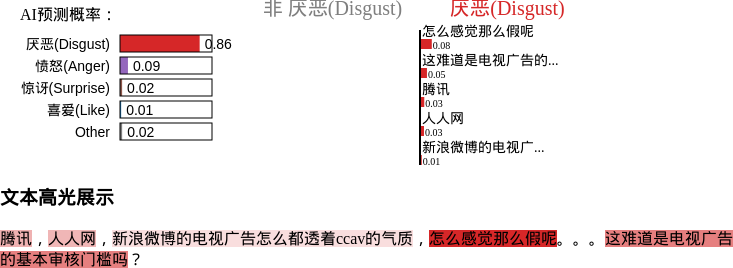 AI预测概率：
厌恶(Disgust) 0.86
愤怒(Anger) 0.09
惊讶(Surprise) 0.02
喜爱(Like) 0.01
Other 0.02
非 厌恶(Disgust) 厌恶(Disgust)
怎么感觉那么假呢
0.08
这难道是电视广告的...
0.05
腾讯
0.03
人人网
0.03
新浪微博的电视广...
0.01
文本高光展示
腾讯，人人网，新浪微博的电视广告怎么都透着ccav的气质，怎么感觉那么假呢。。。这难道是电视广告
的基本审核门槛吗？